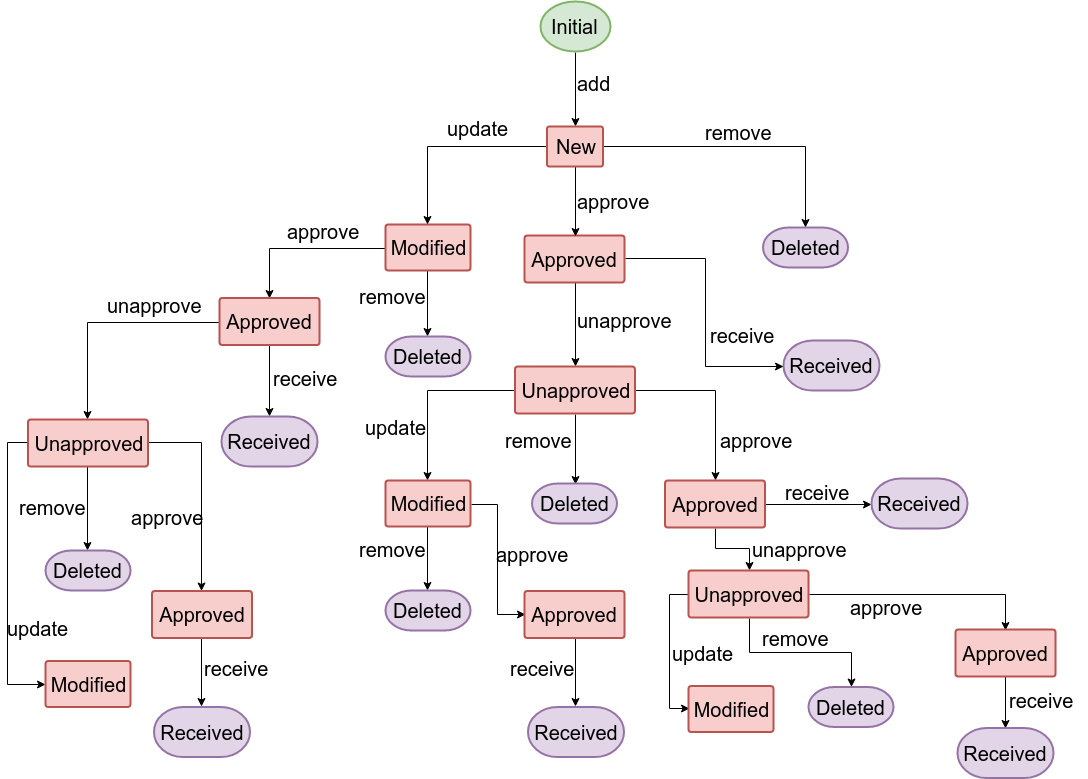 Initial
add
update
remove
New
approve
approve
Modified
Approved
Deleted
remove
unapprove
Approved
unapprove
receive
Deleted
Received
receive
Unapproved
update
remove
approve
Received
Unapproved
receive
Modified
Deleted
Approved
Received
remove
approve
remove
approve
unapprove
Deleted
Unapproved
approve
Deleted
Approved
Approved
update
remove
update
Approved
receive
receive
Modified
receive
Modified
Deleted
Received
Received
Received